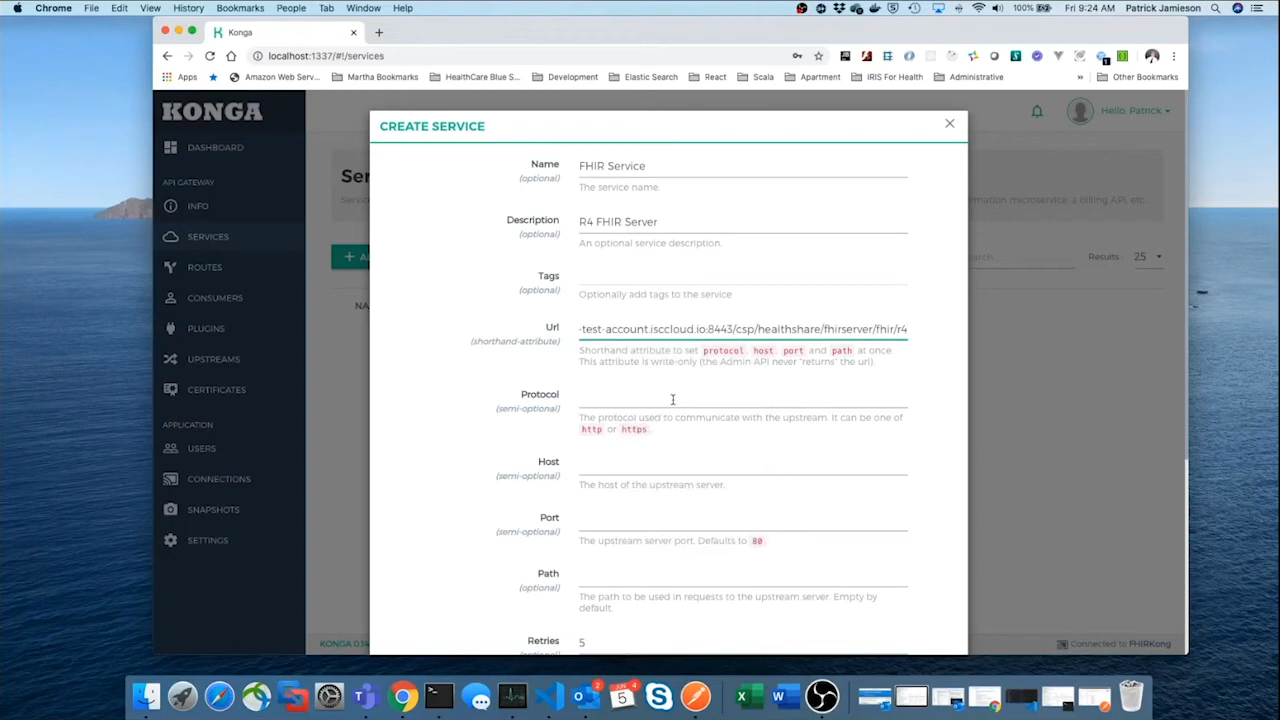 Chrome File Edit View History Bookmarks People Tab Window Help 100% Fri 9:24 AM Patrick Jamieson
Konga
localhost:1337/#!/services
Apps Amazon Web Serv... Martha Bookmarks HealthCare Blue S... Development Elastic Search React Scala Apartment IRIS For Health Administrative » Other Bookmarks
KONGA
Hello, Patrick
DASHBOARD
API GATEWAY
INFO
SERVICES
ROUTES
CONSUMERS
PLUGINS
UPSTREAMS
CERTIFICATES
APPLICATION
USERS
CONNECTIONS
SNAPSHOTS
SETTINGS
Ser
Service
ormation microservice, a billing API, etc.
+ A
earch...
Results : 25
NA
CREATE SERVICE
Name
(optional)
FHIR Service
The service name.
Description
(optional)
R4 FHIR Server
An optional service description.
Tags
(optional)
Optionally add tags to the service
Url
(shorthand-attribute)
-test-account.isccloud.io:8443/csp/healthshare/fhirserver/fhir/r4
Shorthand attribute to set protocol, host, port and path at once.
This attribute is write-only (the Admin API never "returns" the url).
Protocol
(semi-optional)
The protocol used to communicate with the upstream. It can be one of
http or https.
Host
(semi-optional)
The host of the upstream server.
Port
(semi-optional)
The upstream server port. Defaults to 80.
Path
(optional)
The path to be used in requests to the upstream server. Empty by
default.
Retries
5
KONGA 0.1
Connected to FHIRKong